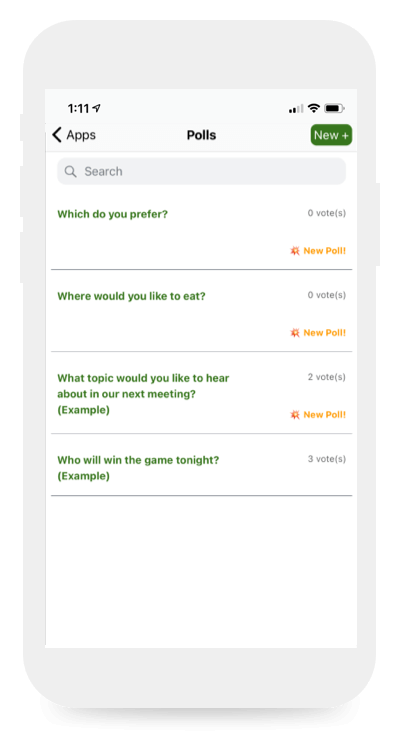 1:11
Apps
Polls
New +
Search
Which do you prefer?
0 vote(s)
New Poll!
Where would you like to eat?
0 vote(s)
New Poll!
What topic would you like to hear
2 vote(s)
about in our next meeting?
(Example)
New Poll!
Who will win the game tonight?
3 vote(s)
(Example)